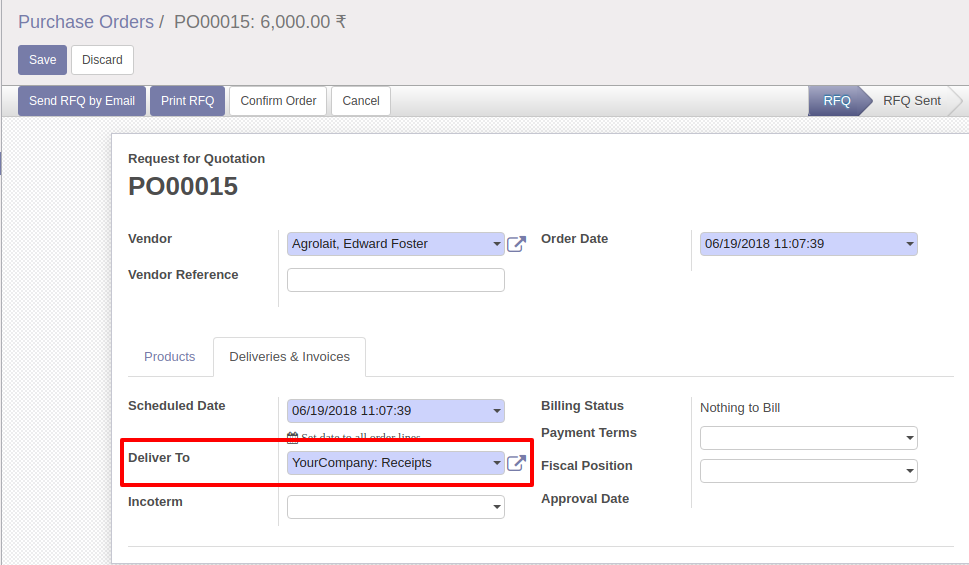 Purchase Orders / PO00015: 6,000.00 ₹
Save Discard
Send RFQ by Email Print RFQ Confirm Order Cancel RFQ RFQ Sent
Request for Quotation
PO00015
Vendor Agrolait, Edward Foster Order Date 06/19/2018 11:07:39
Vendor Reference
Products Deliveries & Invoices
Scheduled Date 06/19/2018 11:07:39 Billing Status Nothing to Bill
Set date to all order lines Payment Terms
Deliver To YourCompany: Receipts Fiscal Position
Incoterm Approval Date